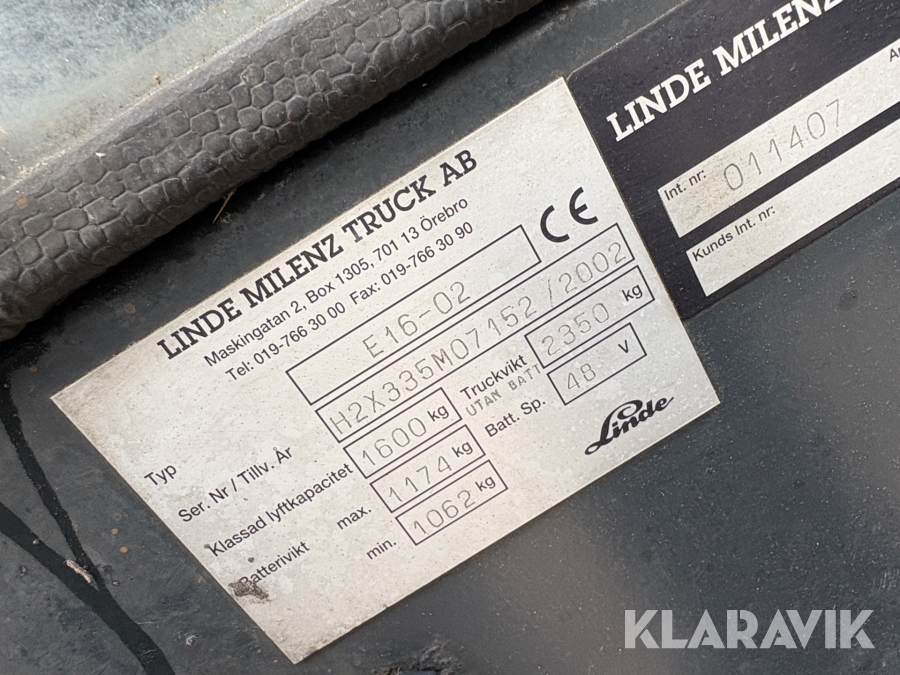 LINDE MILENZ TRUCK AB
Maskingatan 2, Box 1305, 701 13 Örebro
Tel: 019-766 30 00 Fax: 019-766 30 90
CE
Typ E16-02
Ser. Nr / Tillv. År H2X335M07152/2002
Klassad lyftkapacitet 1600 kg Truckvikt 2350 kg
UTAN BATT
Batterivikt max. 1174 kg Batt. Sp. 48 V
min. 1062 kg
Linde
LINDE MILENZ
Int. nr: 011407
Kunds Int. nr:
KLARAVIK